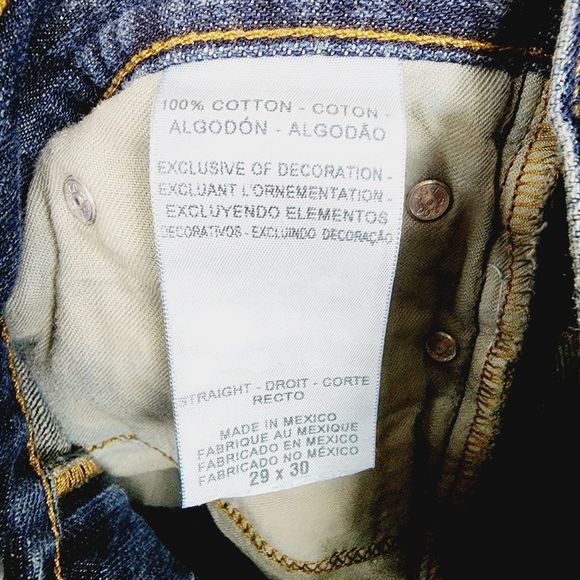 100% COTTON - COTON -
ALGODÓN - ALGODÃO
EXCLUSIVE OF DECORATION -
EXCLUANT L'ORNEMENTATION -
EXCLUYENDO ELEMENTOS
DECORATIVOS - EXCLUINDO DECORAÇÃO
STRAIGHT - DROIT - CORTE
RECTO
MADE IN MEXICO
FABRIQUE AU MEXIQUE
FABRICADO EN MEXICO
FABRICADO NO MÉXICO
29 x 30